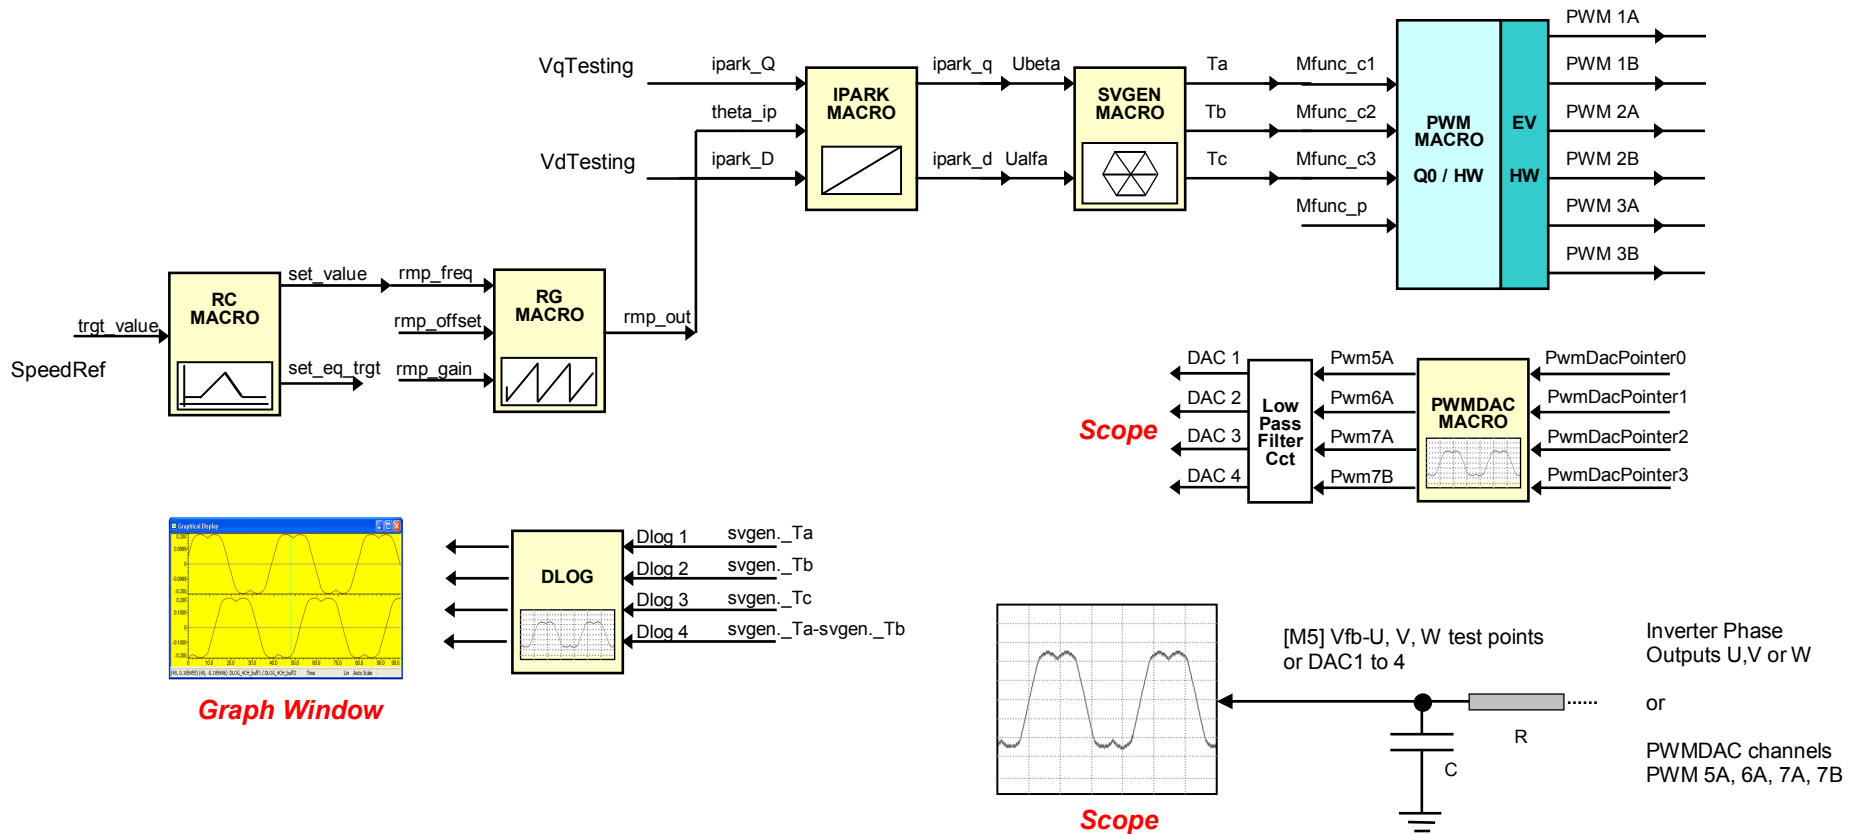 PWM 1A
PWM 1B
PWM 2A
PWM 2B
PWM 3A
PWM 3B
VqTesting
ipark_Q
theta_ip
VdTesting
ipark_D
IPARK
MACRO
ipark_q
Ubeta
ipark_d
Ualfa
SVGEN
MACRO
Ta
Tb
Tc
Mfunc_c1
Mfunc_c2
Mfunc_c3
Mfunc_p
PWM
MACRO
Q0 / HW
EV
HW
trgt_value
SpeedRef
RC
MACRO
set_value
set_eq_trgt
rmp_freq
rmp_offset
rmp_gain
RG
MACRO
rmp_out
Scope
DAC 1
DAC 2
DAC 3
DAC 4
Low
Pass
Filter
Cct
Pwm5A
Pwm6A
Pwm7A
Pwm7B
PWMDAC
MACRO
PwmDacPointer0
PwmDacPointer1
PwmDacPointer2
PwmDacPointer3
Graphical Display
Graph Window
DLOG
Dlog 1 svgen._Ta
Dlog 2 svgen._Tb
Dlog 3 svgen._Tc
Dlog 4 svgen._Ta-svgen._Tb
Scope
[M5] Vfb-U, V, W test points
or DAC1 to 4
R
C
Inverter Phase
Outputs U,V or W
or
PWMDAC channels
PWM 5A, 6A, 7A, 7B